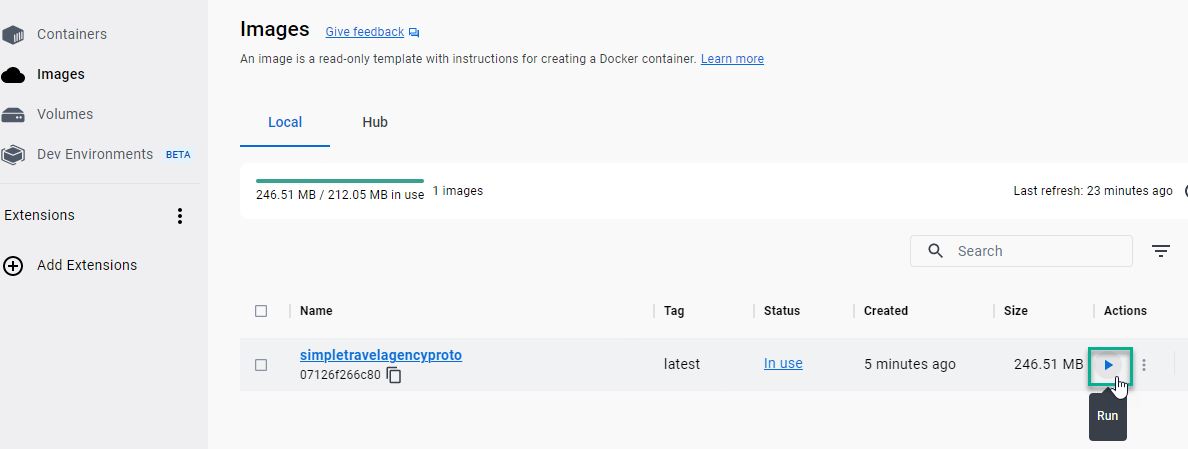 Containers
Images
Volumes
Dev Environments BETA
Extensions
Add Extensions
Images Give feedback
An image is a read-only template with instructions for creating a Docker container. Learn more
Local Hub
246.51 MB / 212.05 MB in use 1 images Last refresh: 23 minutes ago
Search
Name Tag Status Created Size Actions
simpletravelagencyproto latest In use 5 minutes ago 246.51 MB
07126f266c80
Run